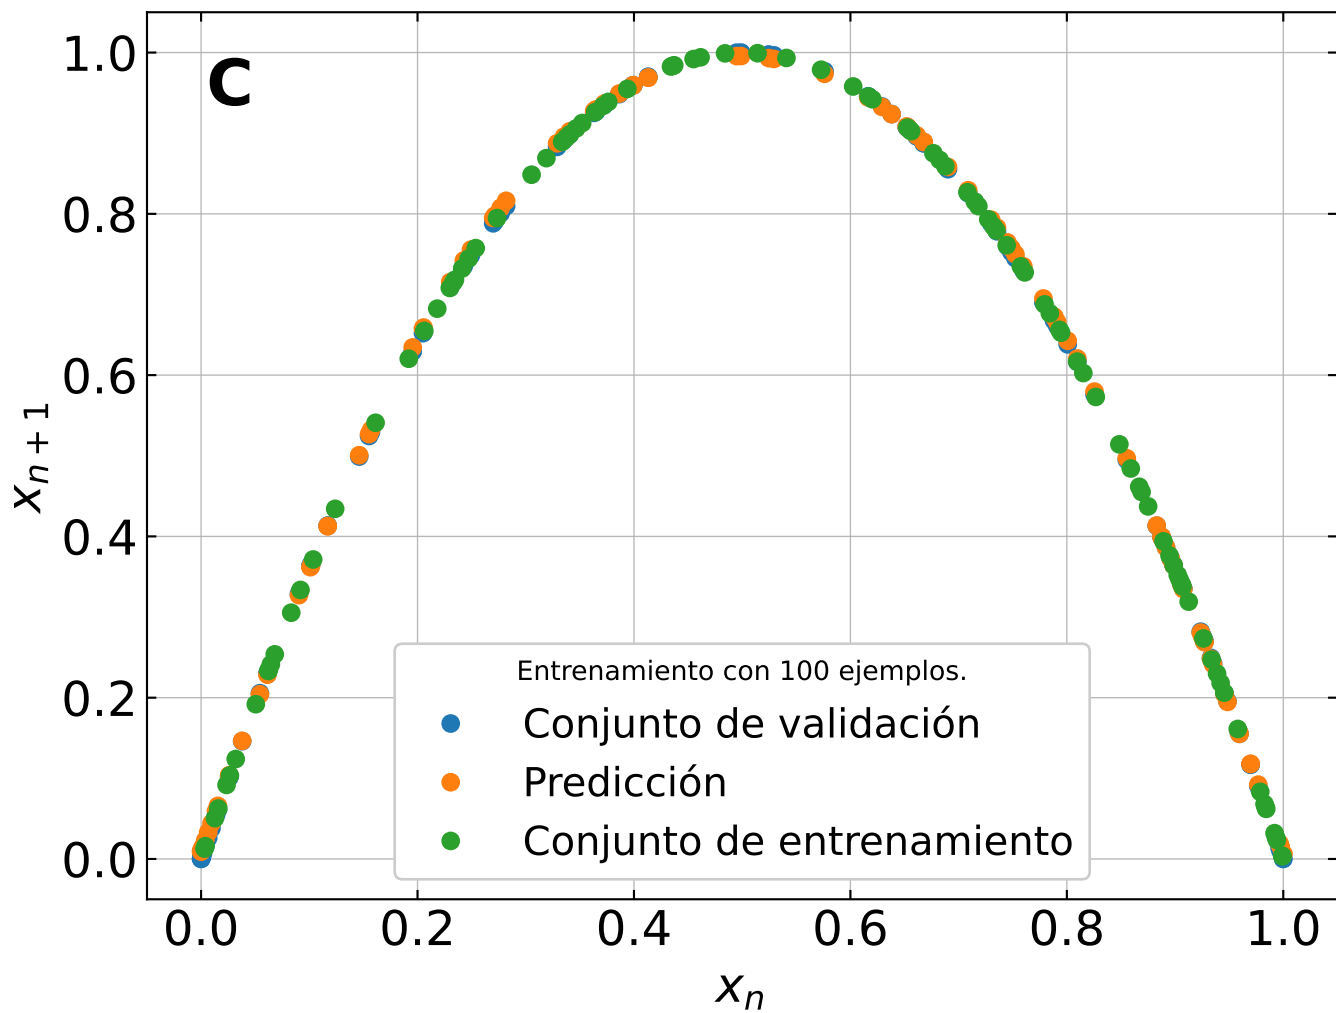 C
1.0
0.8
0.6
0.4
0.2
0.0
x_{n+1}
Entrenamiento con 100 ejemplos.
Conjunto de validación
Predicción
Conjunto de entrenamiento
0.0 0.2 0.4 0.6 0.8 1.0
x_n